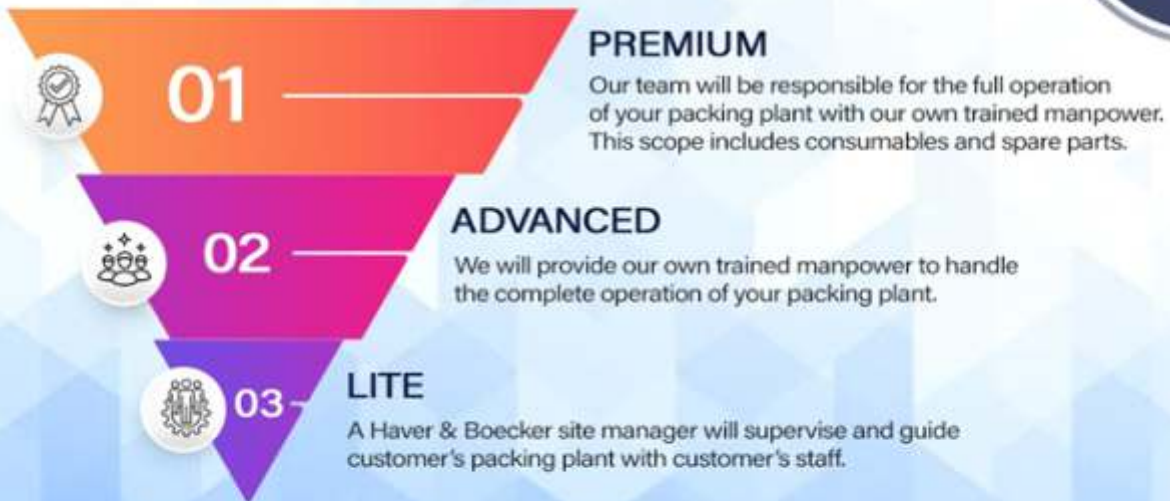 01
PREMIUM
Our team will be responsible for the full operation
of your packing plant with our own trained manpower.
This scope includes consumables and spare parts.
02
ADVANCED
We will provide our own trained manpower to handle
the complete operation of your packing plant.
03
LITE
A Haver & Boecker site manager will supervise and guide
customer's packing plant with customer's staff.